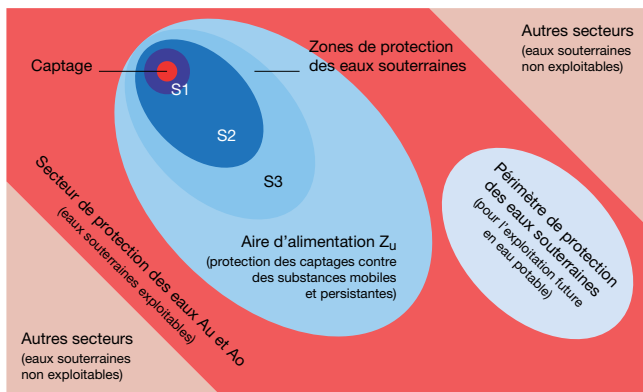 Autres secteurs
(eaux souterraines
non exploitables)
Zones de protection
des eaux souterraines
Captage
S1
S2
S3
Aire d'alimentation Zu
(protection des captages contre
des substances mobiles
et persistantes)
Périmètre de protection
des eaux souterraines
(pour l'exploitation future
en eau potable)
Secteur de protection des eaux Au et Ao
(eaux souterraines exploitables)
Autres secteurs
(eaux souterraines
non exploitables)